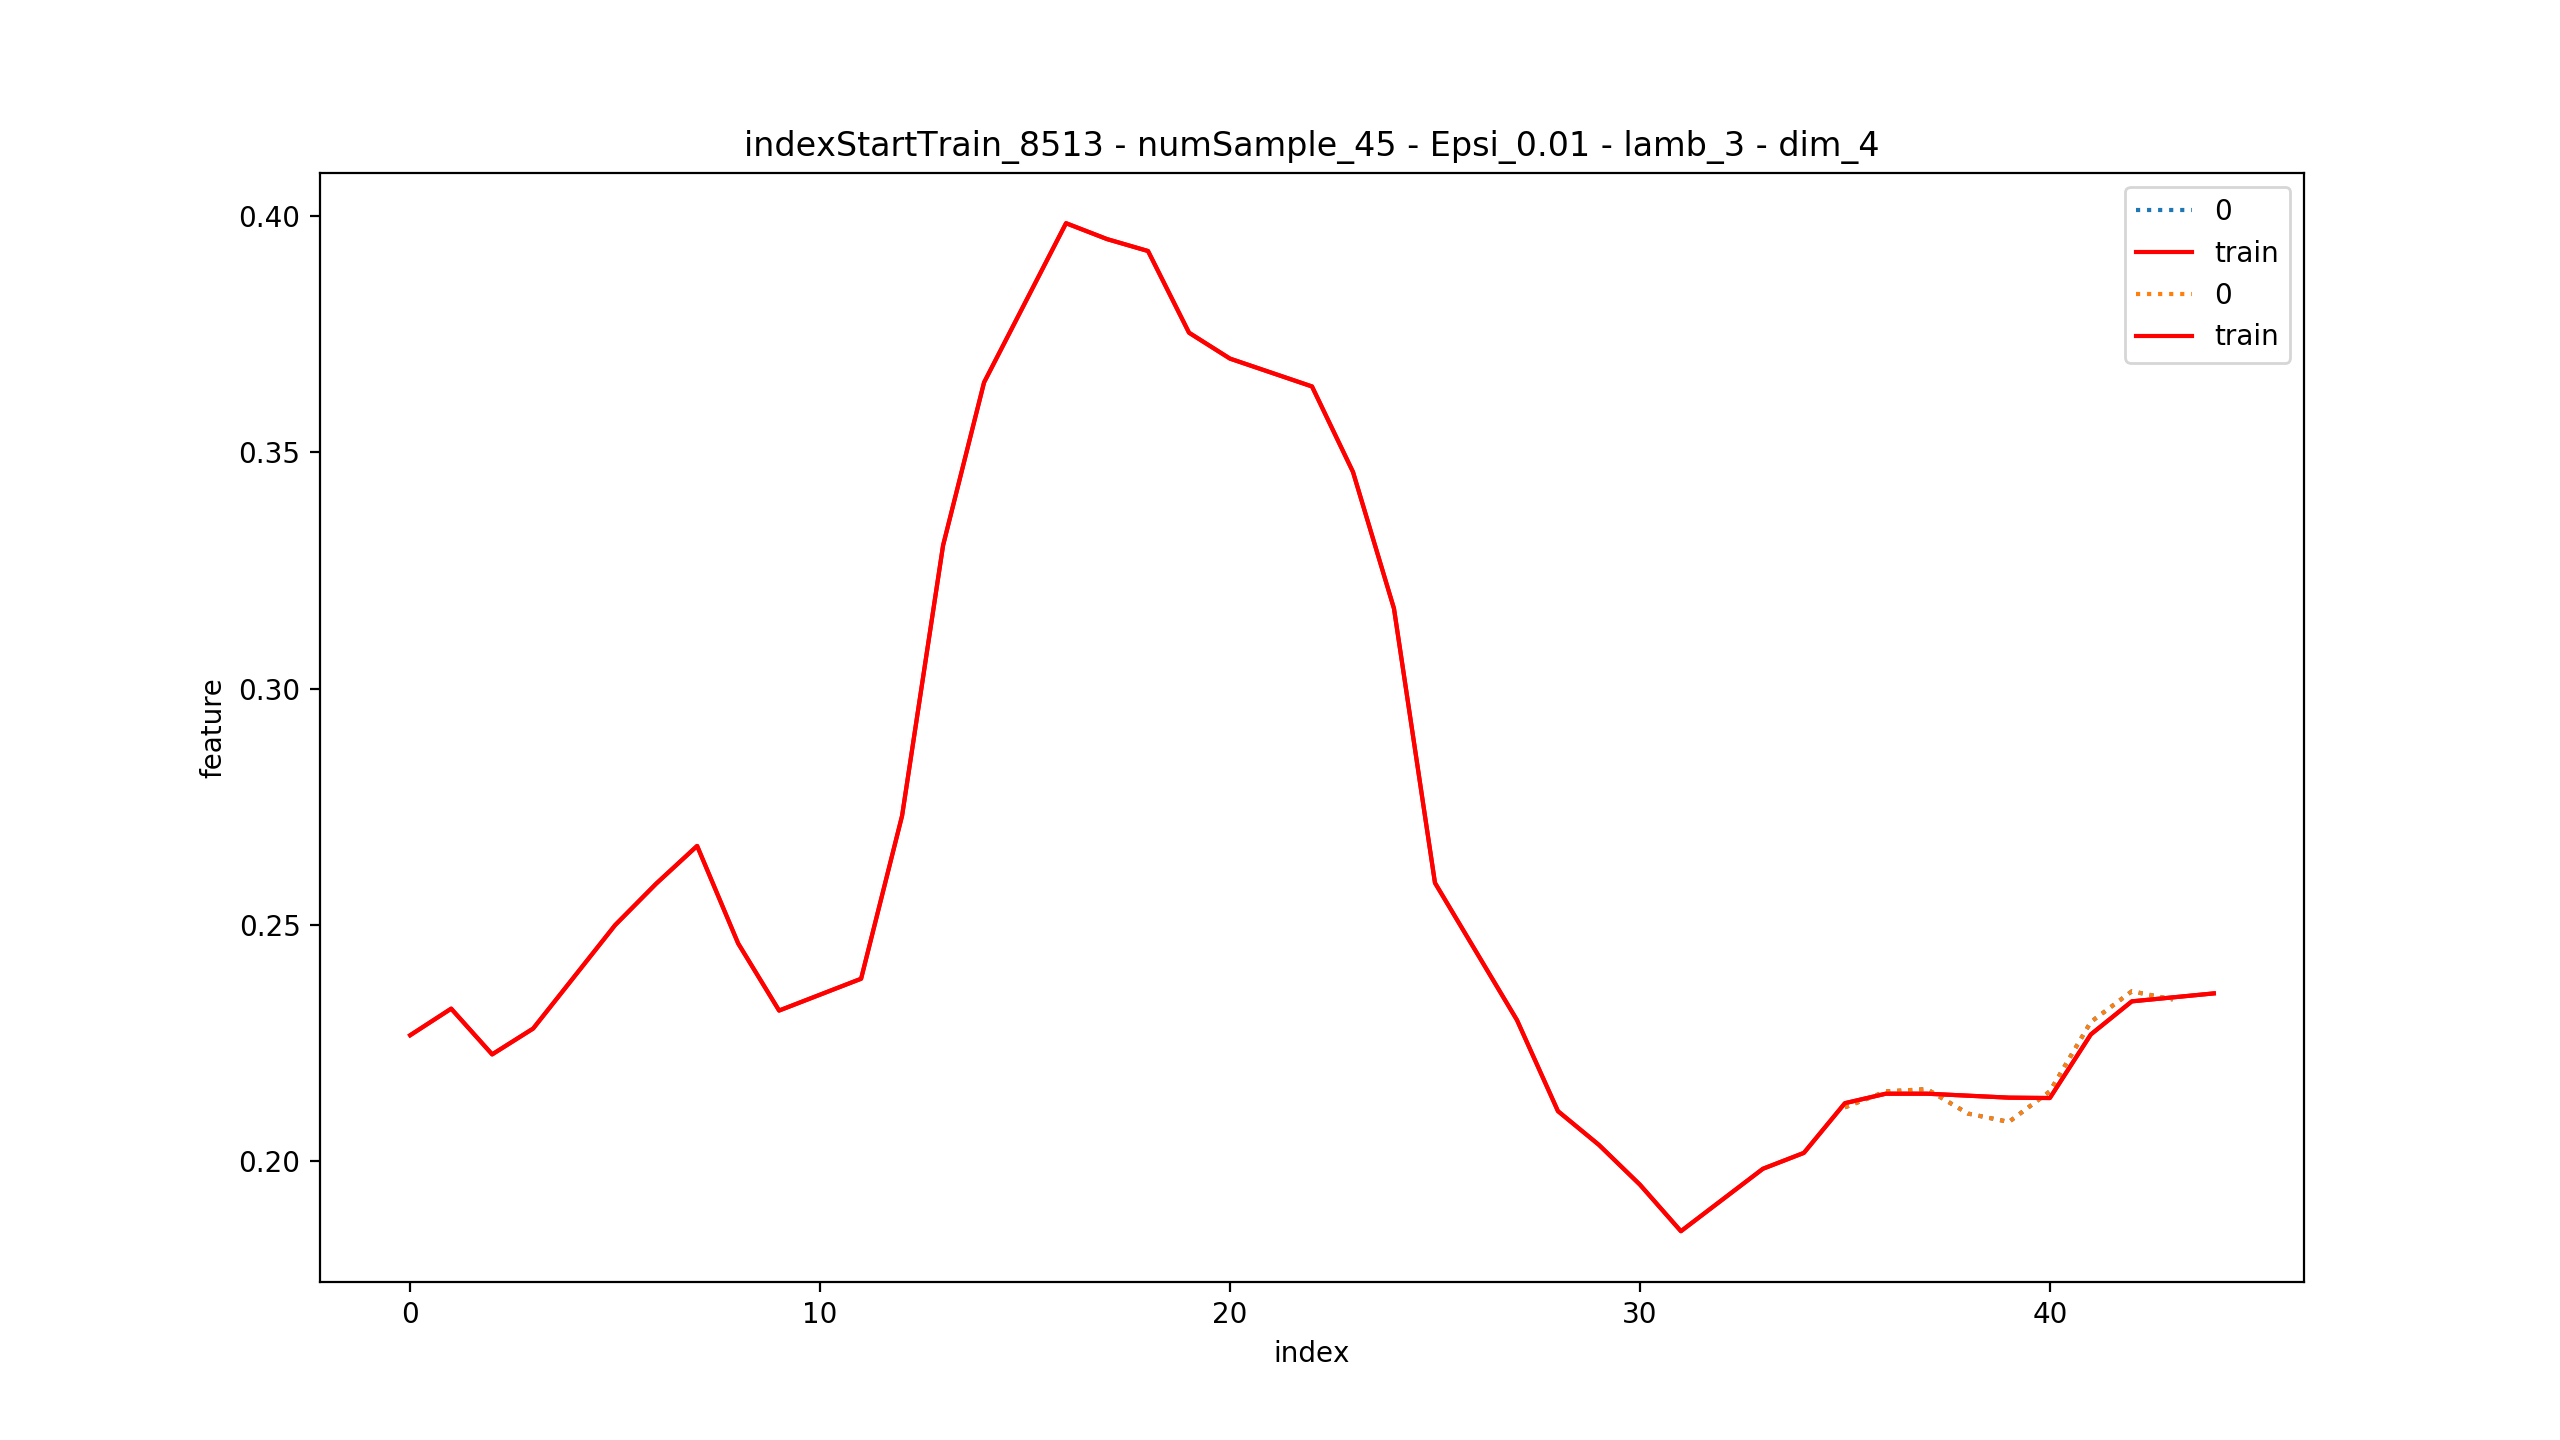 indexStartTrain_8513 - numSample_45 - Epsi_0.01 - lamb_3 - dim_4
0
train
0
train
0.40
0.35
0.30
0.25
0.20
feature
0 10 20 30 40
index